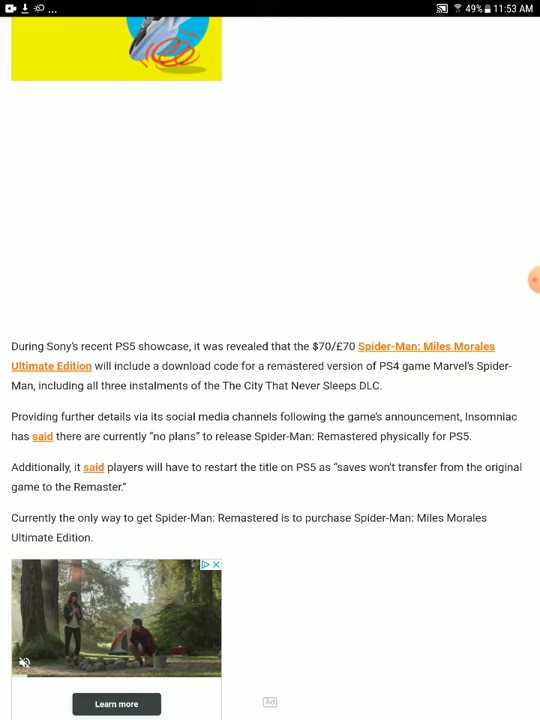 ... 49% 11:53 AM
During Sony's recent PS5 showcase, it was revealed that the $70/£70 Spider-Man: Miles Morales
Ultimate Edition will include a download code for a remastered version of PS4 game Marvel's Spider-
Man, including all three instalments of the The City That Never Sleeps DLC.
Providing further details via its social media channels following the game's announcement, Insomniac
has said there are currently “no plans” to release Spider-Man: Remastered physically for PS5.
Additionally, it said players will have to restart the title on PS5 as “saves won't transfer from the original
game to the Remaster.”
Currently the only way to get Spider-Man: Remastered is to purchase Spider-Man: Miles Morales
Ultimate Edition.
Learn more
Ad